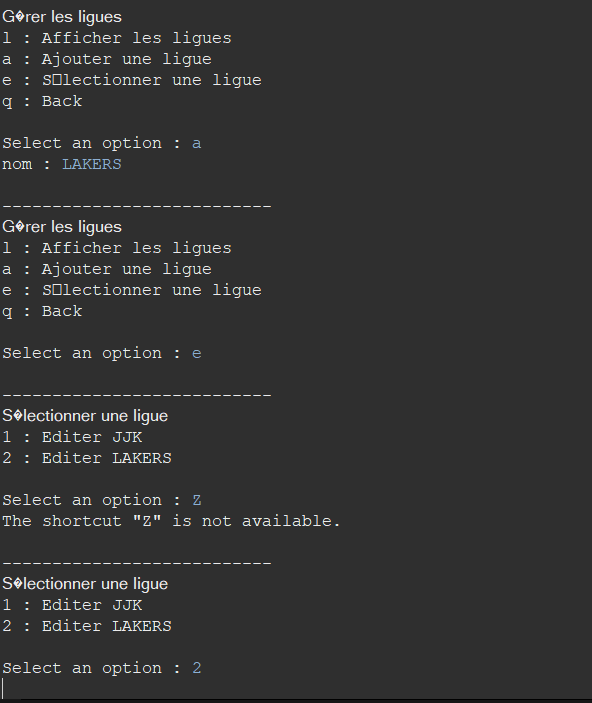 G�rer les ligues
l : Afficher les ligues
a : Ajouter une ligue
e : S□lectionner une ligue
q : Back
Select an option : a
nom : LAKERS
---------------------------
G�rer les ligues
l : Afficher les ligues
a : Ajouter une ligue
e : S□lectionner une ligue
q : Back
Select an option : e
---------------------------
S�lectionner une ligue
1 : Editer JJK
2 : Editer LAKERS
Select an option : Z
The shortcut "Z" is not available.
---------------------------
S�lectionner une ligue
1 : Editer JJK
2 : Editer LAKERS
Select an option : 2